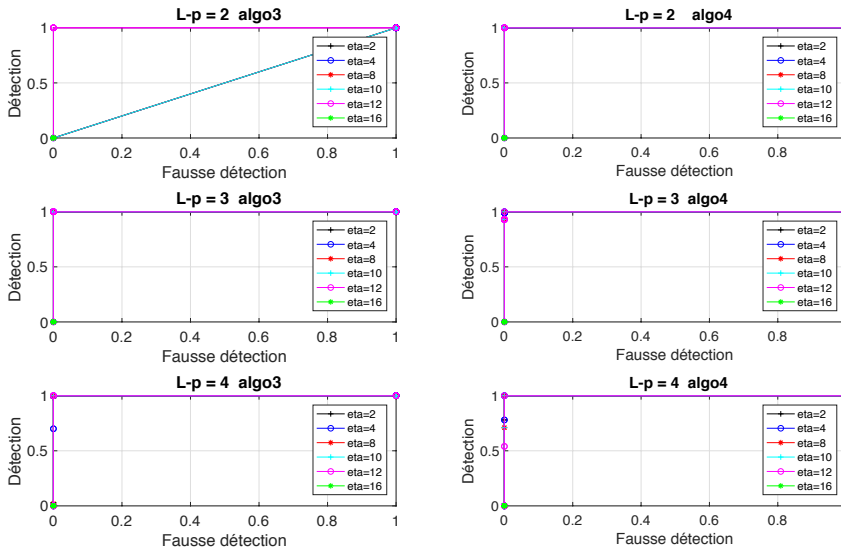 L-p = 2 algo3
Détection
1
0.5
0
0 0.2 0.4 0.6 0.8 1
Fausse détection
eta=2
eta=4
eta=8
eta=10
eta=12
eta=16
L-p = 2 algo4
Détection
1
0.5
0
0 0.2 0.4 0.6 0.8
Fausse détection
eta=2
eta=4
eta=8
eta=10
eta=12
eta=16
L-p = 3 algo3
Détection
1
0.5
0
0 0.2 0.4 0.6 0.8 1
Fausse détection
eta=2
eta=4
eta=8
eta=10
eta=12
eta=16
L-p = 3 algo4
Détection
1
0.5
0
0 0.2 0.4 0.6 0.8
Fausse détection
eta=2
eta=4
eta=8
eta=10
eta=12
eta=16
L-p = 4 algo3
Détection
1
0.5
0
0 0.2 0.4 0.6 0.8 1
Fausse détection
eta=2
eta=4
eta=8
eta=10
eta=12
eta=16
L-p = 4 algo4
Détection
1
0.5
0
0 0.2 0.4 0.6 0.8
Fausse détection
eta=2
eta=4
eta=8
eta=10
eta=12
eta=16